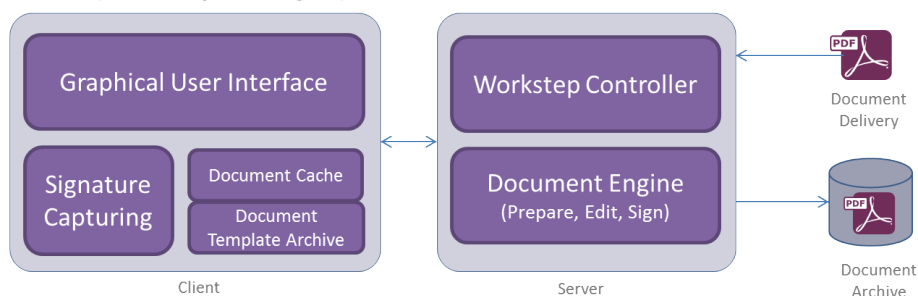 Graphical User Interface
Signature
Capturing
Document Cache
Document
Template Archive
Client
Workstep Controller
Document Engine
(Prepare, Edit, Sign)
Server
PDF
Document
Delivery
PDF
Document
Archive